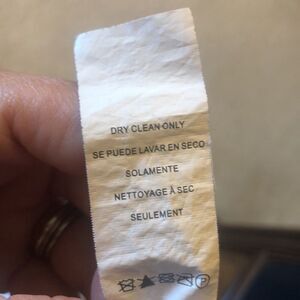 DRY CLEAN ONLY
SE PUEDE LAVAR EN SECO
SOLAMENTE
NETTOYAGE À SEC
SEULEMENT
P